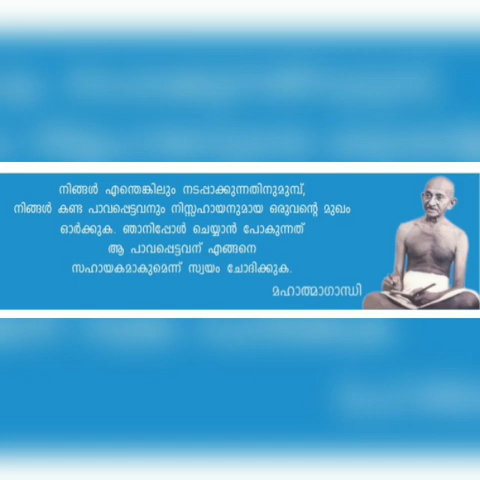 നിങ്ങൾ എന്തെങ്കിലും നടപ്പാക്കുന്നതിനുമുമ്പ്,
നിങ്ങൾ കണ്ട പാവപ്പെട്ടവനും നിസ്സഹായനുമായ ഒരുവന്റെ മുഖം
ഓർക്കുക. ഞാനിപ്പോൾ ചെയ്യാൻ പോകുന്നത്
ആ പാവപ്പെട്ടവന് എങ്ങനെ
സഹായകമാകുമെന്ന് സ്വയം ചോദിക്കുക.
മഹാത്മാഗാന്ധി